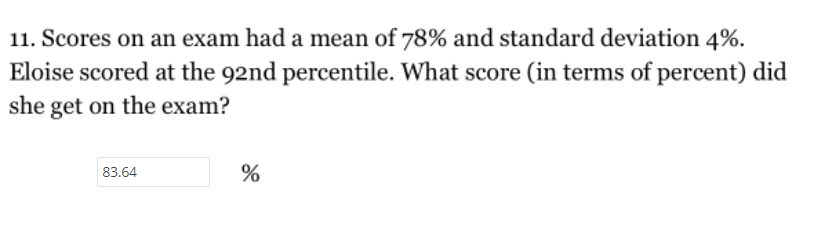 11. Scores on an exam had a mean of 78% and standard deviation 4%.
Eloise scored at the 92nd percentile. What score (in terms of percent) did
she get on the exam?
83.64 %